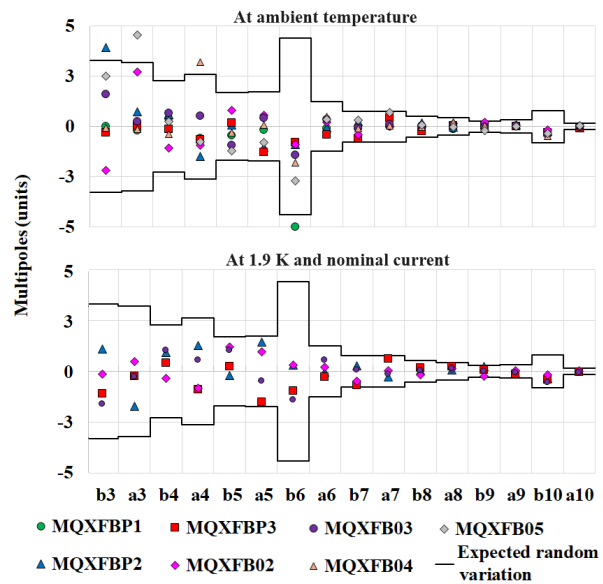 At ambient temperature
5
3
0
-3
-5
Multipoles (units)
At 1.9 K and nominal current
5
3
0
-3
-5
b3 a3 b4 a4 b5 a5 b6 a6 b7 a7 b8 a8 b9 a9 b10 a10
MQXFBP1 MQXFBP3 MQXFB03 MQXFB05
MQXFBP2 MQXFB02 MQXFB04 Expected random
variation